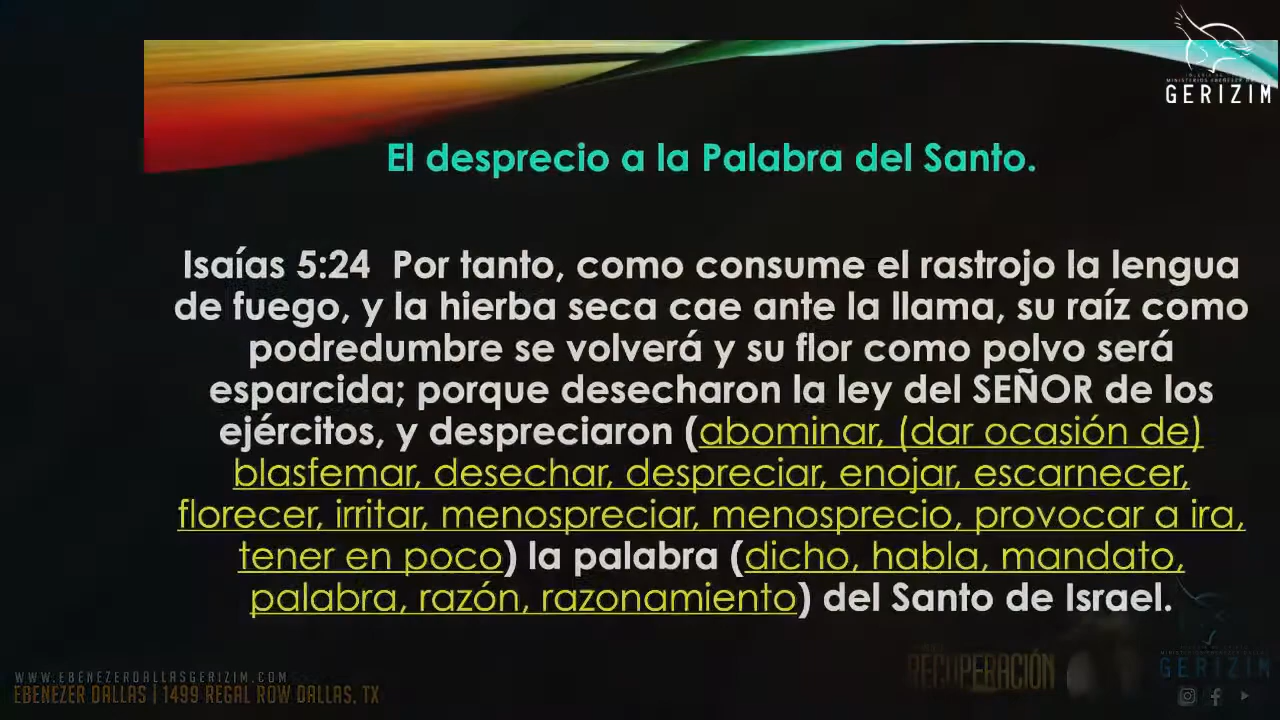 GERIZIM
El desprecio a la Palabra del Santo.
Isaías 5:24 Por tanto, como consume el rastrojo la lengua
de fuego, y la hierba seca cae ante la llama, su raíz como
podredumbre se volverá y su flor como polvo será
esparcida; porque desecharon la ley del SEÑOR de los
ejércitos, y despreciaron (abominar, (dar ocasión de)
blasfemar, desechar, despreciar, enojar, escarnecer,
florecer, irritar, menospreciar, menosprecio, provocar a ira,
tener en poco) la palabra (dicho, habla, mandato,
palabra, razón, razonamiento) del Santo de Israel.
RECUPERACIÓN
GERIZIM
WWW.EBENEZERDALLASGERIZIM.COM
EBENEZER DALLAS | 1499 REGAL ROW DALLAS, TX